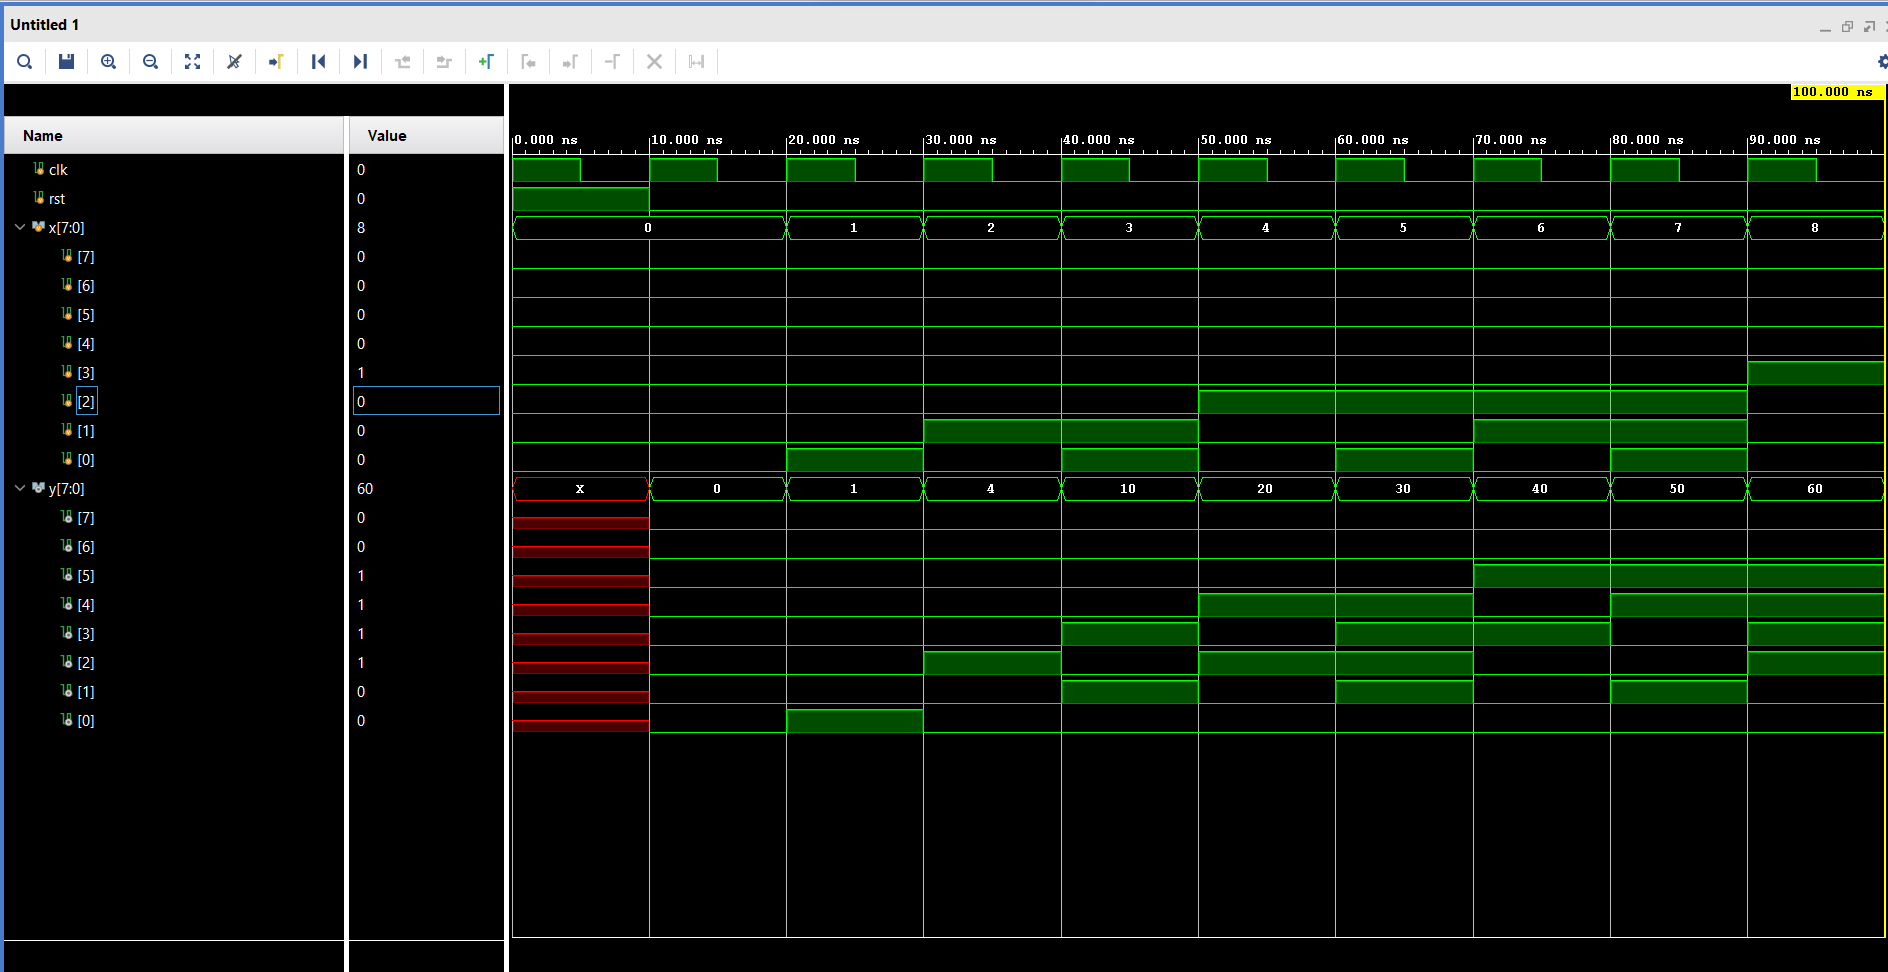 Untitled 1
100.000 ns
Name Value
0.000 ns 10.000 ns 20.000 ns 30.000 ns 40.000 ns 50.000 ns 60.000 ns 70.000 ns 80.000 ns 90.000 ns
clk 0
rst 0
x[7:0] 8 0 1 2 3 4 5 6 7 8
[7] 0
[6] 0
[5] 0
[4] 0
[3] 1
[2] 0
[1] 0
[0] 0
y[7:0] 60 X 0 1 4 10 20 30 40 50 60
[7] 0
[6] 0
[5] 1
[4] 1
[3] 1
[2] 1
[1] 0
[0] 0